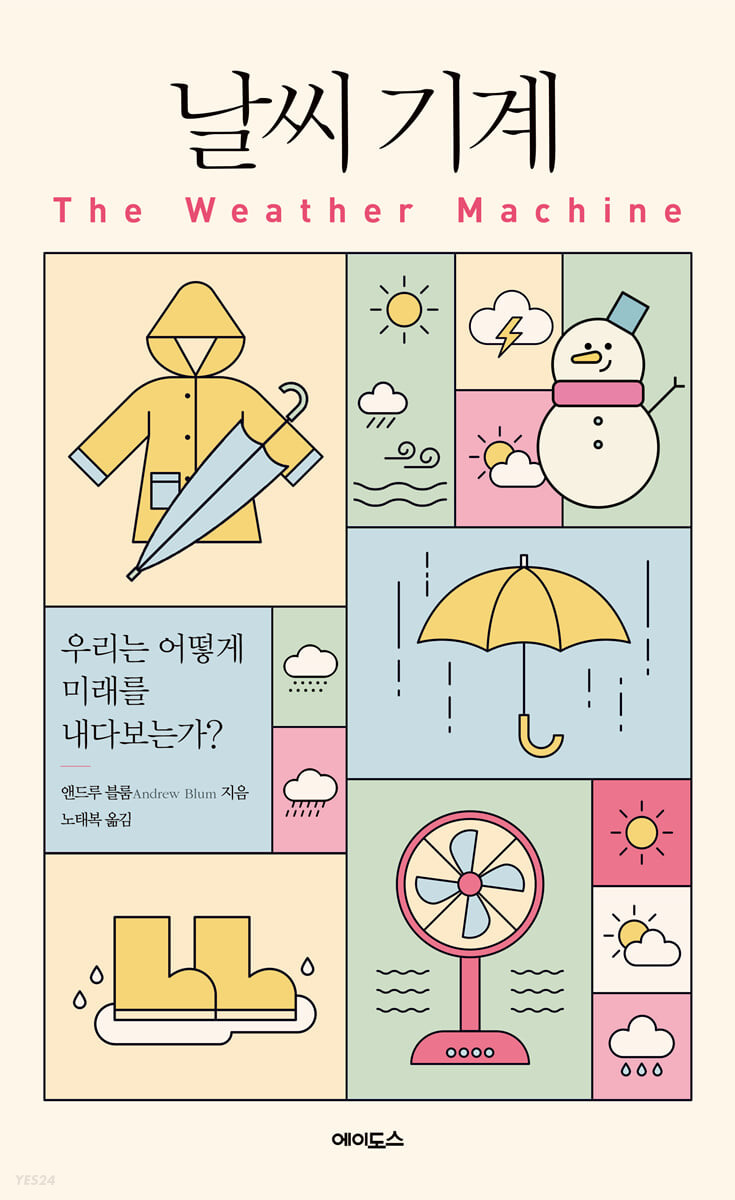 날씨 기계
The Weather Machine
우리는 어떻게
미래를
내다보는가?
앤드루 블룸Andrew Blum 지음
노태복 옮김
에이도스
YES24